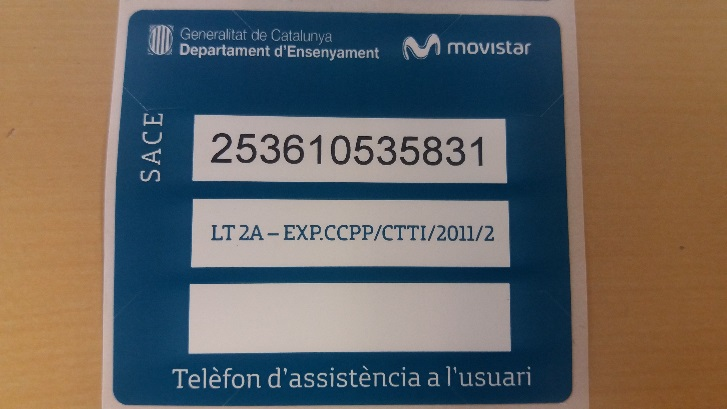 Generalitat de Catalunya
Departament d'Ensenyament
movistar
SACE
253610535831
LT 2A – EXP.CCPP/CTTI/2011/2
Telèfon d'assistència a l'usuari